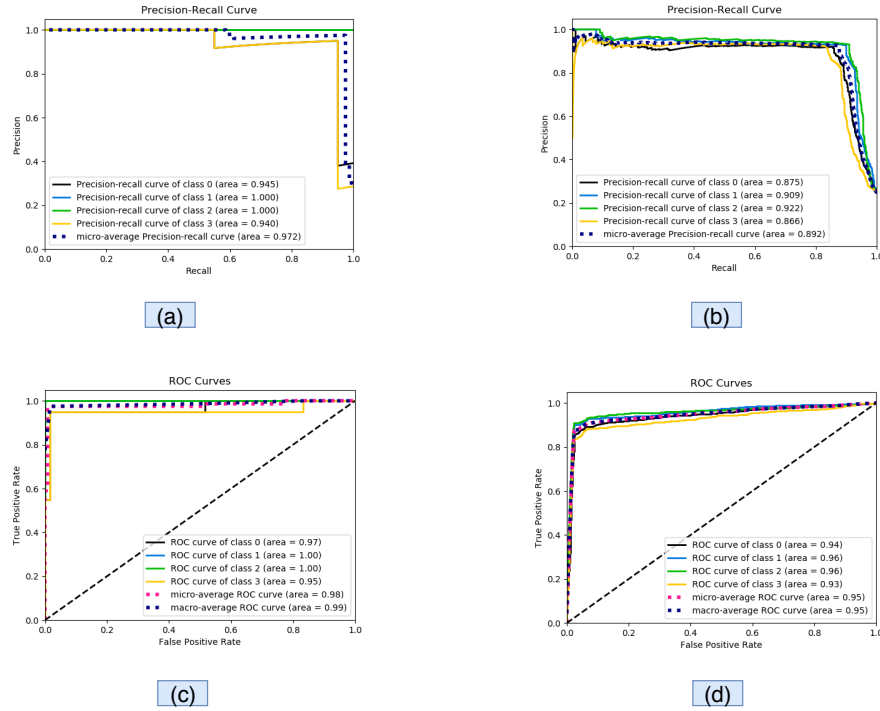 Precision-Recall Curve
1.0
0.8
0.6
0.4
0.2
0.0
Precision
Precision-recall curve of class 0 (area = 0.945)
Precision-recall curve of class 1 (area = 1.000)
Precision-recall curve of class 2 (area = 1.000)
Precision-recall curve of class 3 (area = 0.940)
micro-average Precision-recall curve (area = 0.972)
0.0 0.2 0.4 0.6 0.8 1.0
Recall
(a)
Precision-Recall Curve
1.0
0.8
0.6
0.4
0.2
0.0
Precision
Precision-recall curve of class 0 (area = 0.875)
Precision-recall curve of class 1 (area = 0.909)
Precision-recall curve of class 2 (area = 0.922)
Precision-recall curve of class 3 (area = 0.866)
micro-average Precision-recall curve (area = 0.892)
0.0 0.2 0.4 0.6 0.8 1.0
Recall
(b)
ROC Curves
1.0
0.8
0.6
0.4
0.2
0.0
True Positive Rate
ROC curve of class 0 (area = 0.97)
ROC curve of class 1 (area = 1.00)
ROC curve of class 2 (area = 1.00)
ROC curve of class 3 (area = 0.95)
micro-average ROC curve (area = 0.98)
macro-average ROC curve (area = 0.99)
0.0 0.2 0.4 0.6 0.8 1.0
False Positive Rate
(c)
ROC Curves
1.0
0.8
0.6
0.4
0.2
0.0
True Positive Rate
ROC curve of class 0 (area = 0.94)
ROC curve of class 1 (area = 0.96)
ROC curve of class 2 (area = 0.96)
ROC curve of class 3 (area = 0.93)
micro-average ROC curve (area = 0.95)
macro-average ROC curve (area = 0.95)
0.0 0.2 0.4 0.6 0.8 1.0
False Positive Rate
(d)